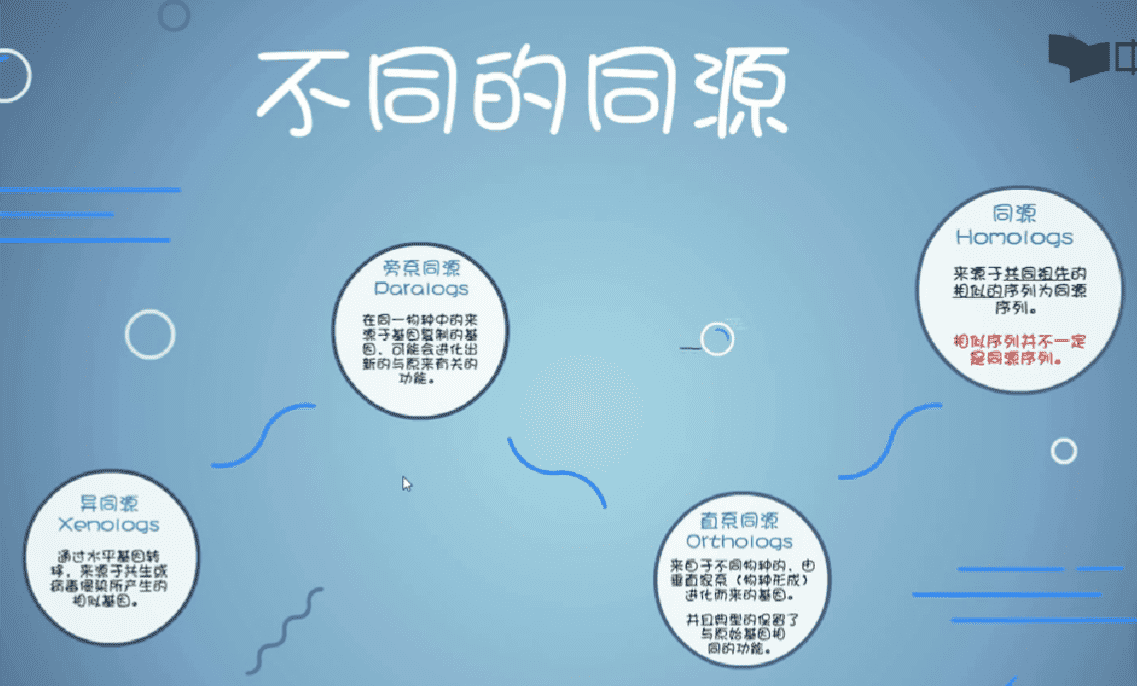 不同的同源
中
同源
Homologs
来源于共同祖先的
相似的序列为同源
序列。
相似序列并不一定
是同源序列。
旁系同源
Paralogs
在同一物种中的来
源于基因复制的基
因，可能会进化出
新的与原来有关的
功能。
异同源
Xenologs
通过水平基因转
移，来源于共生或
病毒侵染所产生的
相似基因。
直系同源
Orthologs
来自于不同物种的，由
垂直家系（物种形成）
进化而来的基因。
并且典型的保留了
与原始基因相
同的功能。